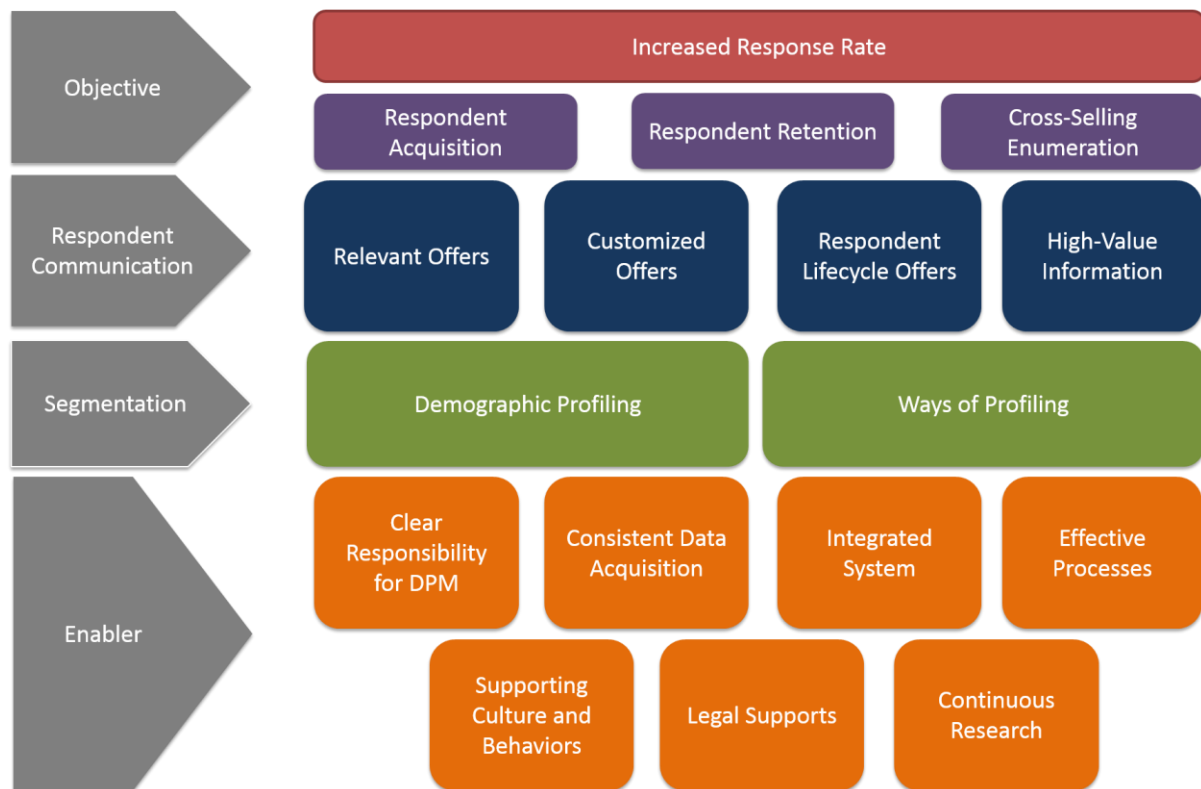 Objective
Increased Response Rate
Respondent
Acquisition
Respondent Retention
Cross-Selling
Enumeration
Respondent
Communication
Relevant Offers
Customized
Offers
Respondent
Lifecycle Offers
High-Value
Information
Segmentation
Demographic Profiling
Ways of Profiling
Enabler
Clear
Responsibility
for DPM
Consistent Data
Acquisition
Integrated
System
Effective
Processes
Supporting
Culture and
Behaviors
Legal Supports
Continuous
Research